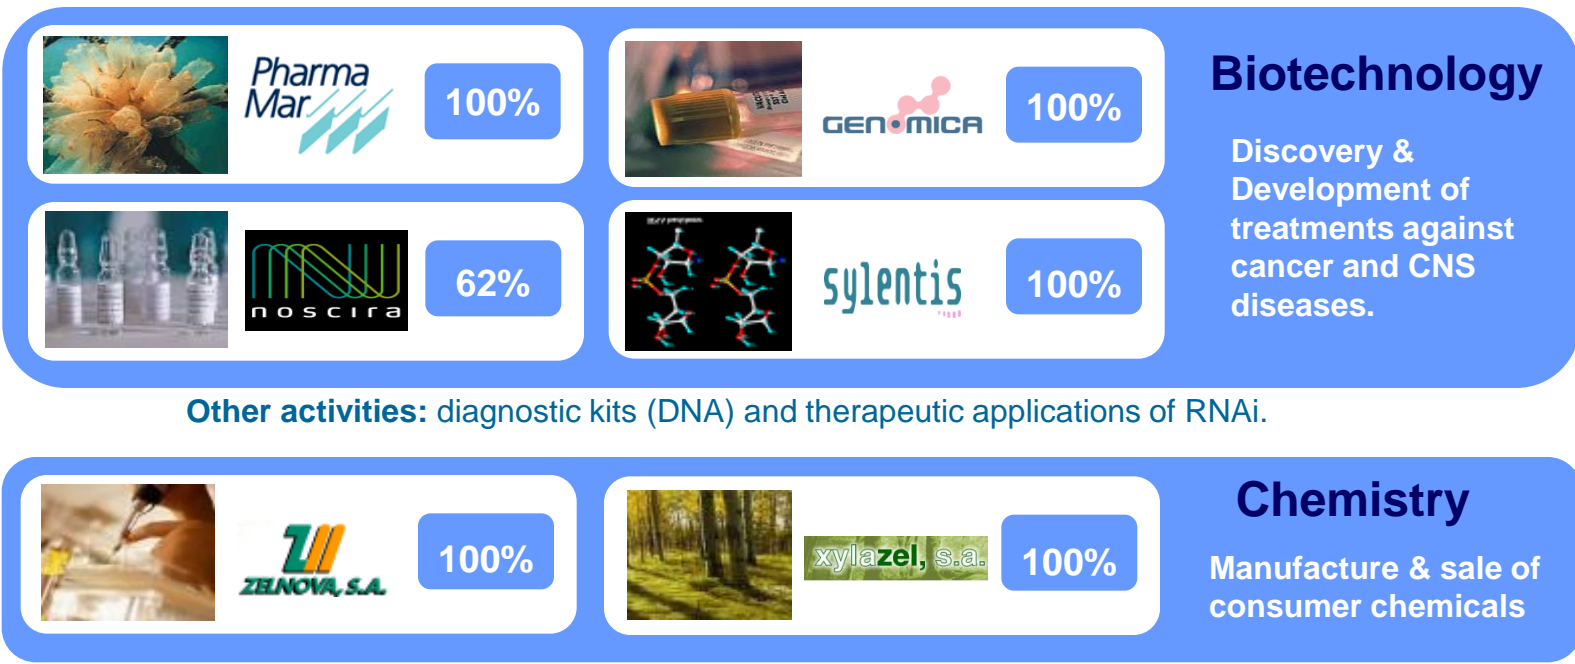 Pharma
Mar
100%
GENOMICA
100%
Biotechnology
Discovery &
Development of
treatments against
cancer and CNS
diseases.
noscira
62%
sylentis
100%
Other activities: diagnostic kits (DNA) and therapeutic applications of RNAi.
ZELNOVA, S.A.
100%
xylazel, s.a.
100%
Chemistry
Manufacture & sale of
consumer chemicals